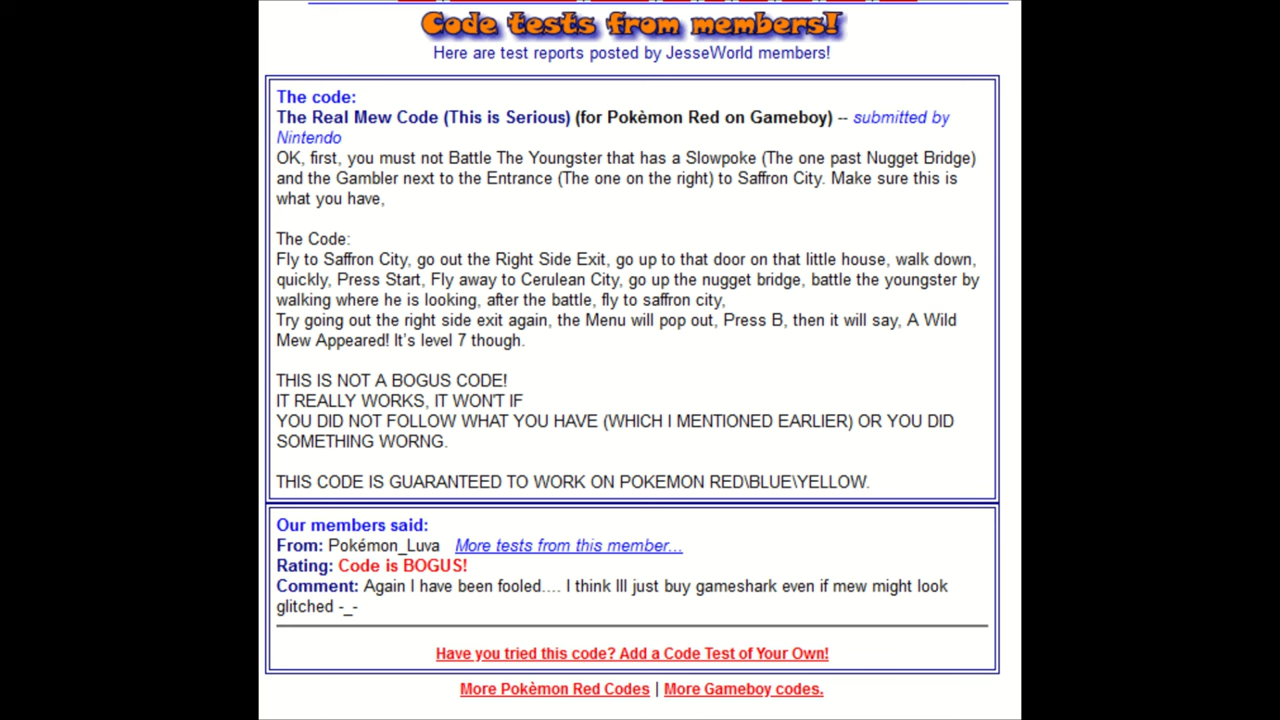 Code tests from members!
Here are test reports posted by JesseWorld members!
The code:
The Real Mew Code (This is Serious) (for Pokèmon Red on Gameboy) -- submitted by
Nintendo
OK, first, you must not Battle The Youngster that has a Slowpoke (The one past Nugget Bridge)
and the Gambler next to the Entrance (The one on the right) to Saffron City. Make sure this is
what you have,
The Code:
Fly to Saffron City, go out the Right Side Exit, go up to that door on that little house, walk down,
quickly, Press Start, Fly away to Cerulean City, go up the nugget bridge, battle the youngster by
walking where he is looking, after the battle, fly to saffron city,
Try going out the right side exit again, the Menu will pop out, Press B, then it will say, A Wild
Mew Appeared! It's level 7 though.
THIS IS NOT A BOGUS CODE!
IT REALLY WORKS, IT WON'T IF
YOU DID NOT FOLLOW WHAT YOU HAVE (WHICH I MENTIONED EARLIER) OR YOU DID
SOMETHING WORNG.
THIS CODE IS GUARANTEED TO WORK ON POKEMON RED\BLUE\YELLOW.
Our members said:
From: Pokémon_Luva More tests from this member...
Rating: Code is BOGUS!
Comment: Again I have been fooled.... I think Ill just buy gameshark even if mew might look
glitched -_-
Have you tried this code? Add a Code Test of Your Own!
More Pokèmon Red Codes | More Gameboy codes.